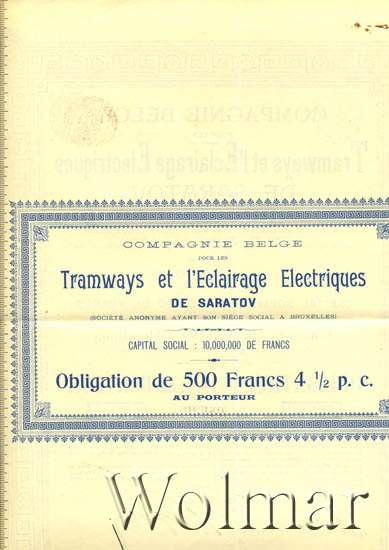 COMPAGNIE BELGE
POUR LES
Tramways et l'Eclairage Electriques
DE SARATOV
(SOCIÉTÉ ANONYME AYANT SON SIÈGE SOCIAL A BRUXELLES)
CAPITAL SOCIAL : 10,000,000 DE FRANCS
Obligation de 500 Francs 4 ½ p. c.
AU PORTEUR
Wolmar